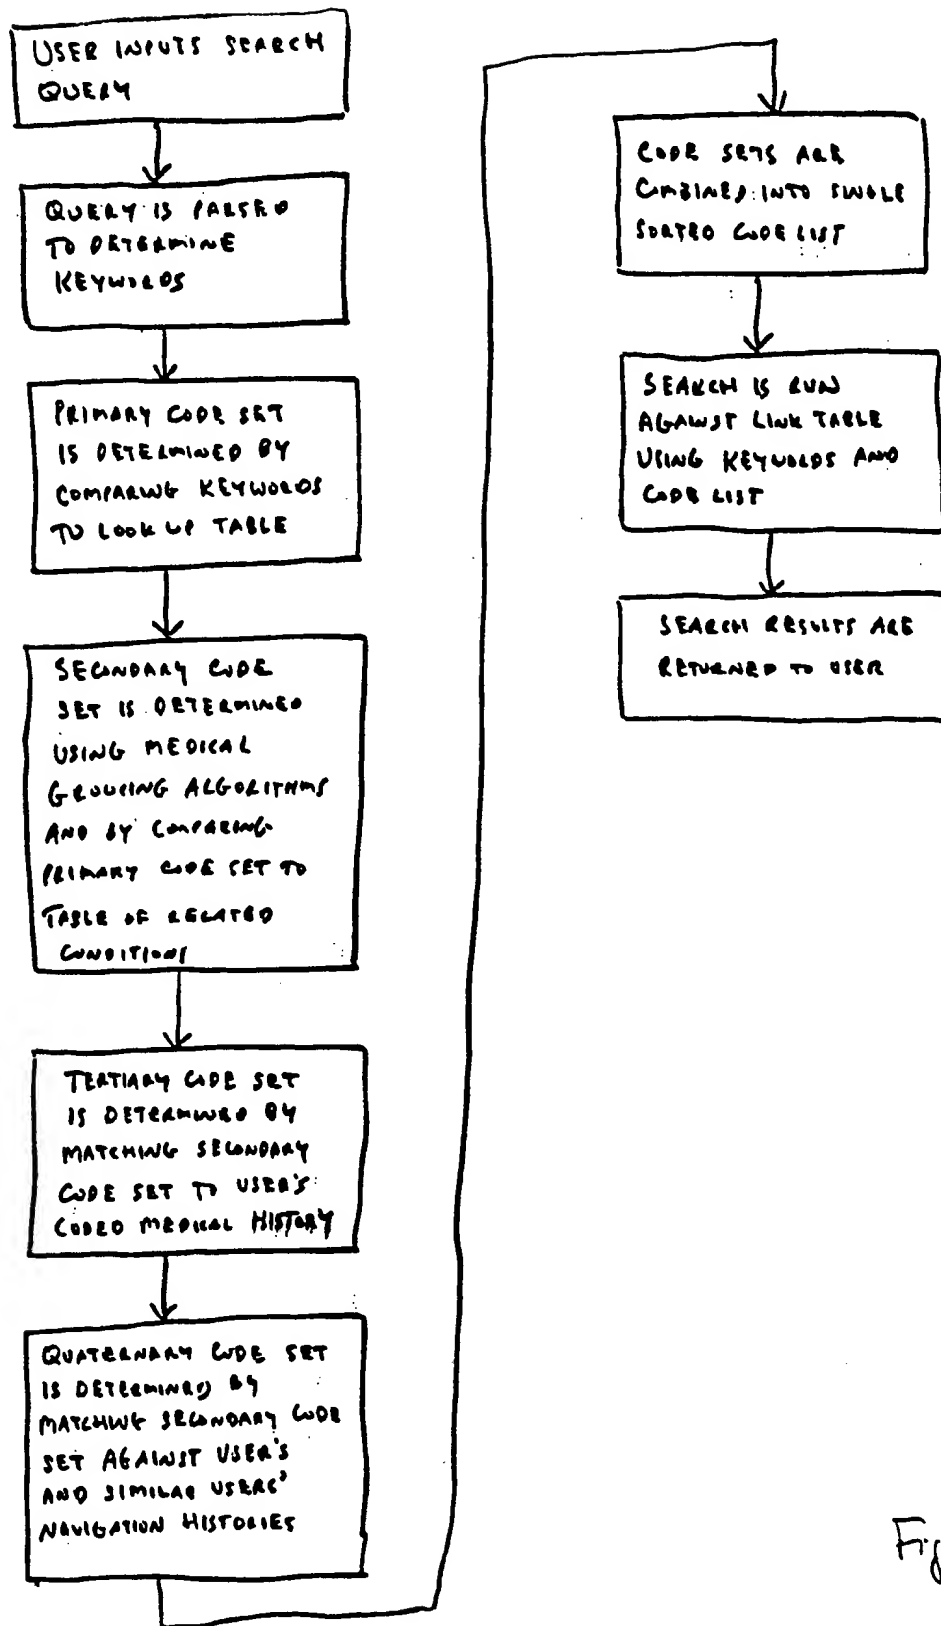 USER INPUTS SEARCH
QUERY
QUERY IS PARSED
TO DETERMINE
KEYWORDS
PRIMARY CODE SET
IS DETERMINED BY
COMPARING KEYWORDS
TO LOOK UP TABLE
SECONDARY CODE
SET IS DETERMINED
USING MEDICAL
GROUPING ALGORITHMS
AND BY COMPARING
PRIMARY CODE SET TO
TABLE OF RELATED
CONDITIONS
TERTIARY CODE SET
IS DETERMINED BY
MATCHING SECONDARY
CODE SET TO USER'S
CODED MEDICAL HISTORY
QUATERNARY CODE SET
IS DETERMINED BY
MATCHING SECONDARY CODE
SET AGAINST USER'S
AND SIMILAR USERS'
NAVIGATION HISTORIES
CODE SETS ARE
COMBINED INTO SINGLE
SORTED CODE LIST
SEARCH IS RUN
AGAINST LINK TABLE
USING KEYWORDS AND
CODE LIST
SEARCH RESULTS ARE
RETURNED TO USER
Fig